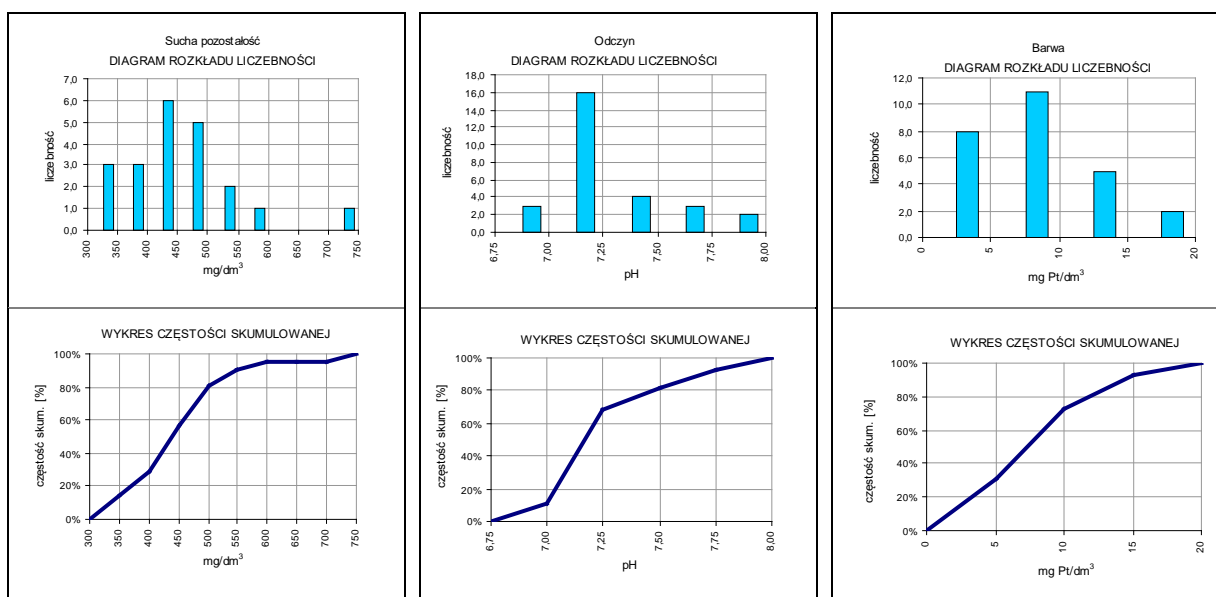 Sucha pozostałość
DIAGRAM ROZKŁADU LICZEBNOŚCI
7,0
6,0
5,0
4,0
3,0
2,0
1,0
0,0
liczebność
300 350 400 450 500 550 600 650 700 750
mg/dm³
WYKRES CZĘSTOŚCI SKUMULOWANEJ
100%
80%
60%
40%
20%
0%
częstość skum. [%]
300 350 400 450 500 550 600 650 700 750
mg/dm³
Odczyn
DIAGRAM ROZKŁADU LICZEBNOŚCI
18,0
16,0
14,0
12,0
10,0
8,0
6,0
4,0
2,0
0,0
liczebność
6,75 7,00 7,25 7,50 7,75 8,00
pH
WYKRES CZĘSTOŚCI SKUMULOWANEJ
100%
80%
60%
40%
20%
0%
częstość skum. [%]
6,75 7,00 7,25 7,50 7,75 8,00
pH
Barwa
DIAGRAM ROZKŁADU LICZEBNOŚCI
12,0
10,0
8,0
6,0
4,0
2,0
0,0
liczebność
0 5 10 15 20
mg Pt/dm³
WYKRES CZĘSTOŚCI SKUMULOWANEJ
100%
80%
60%
40%
20%
0%
częstość skum. [%]
0 5 10 15 20
mg Pt/dm³